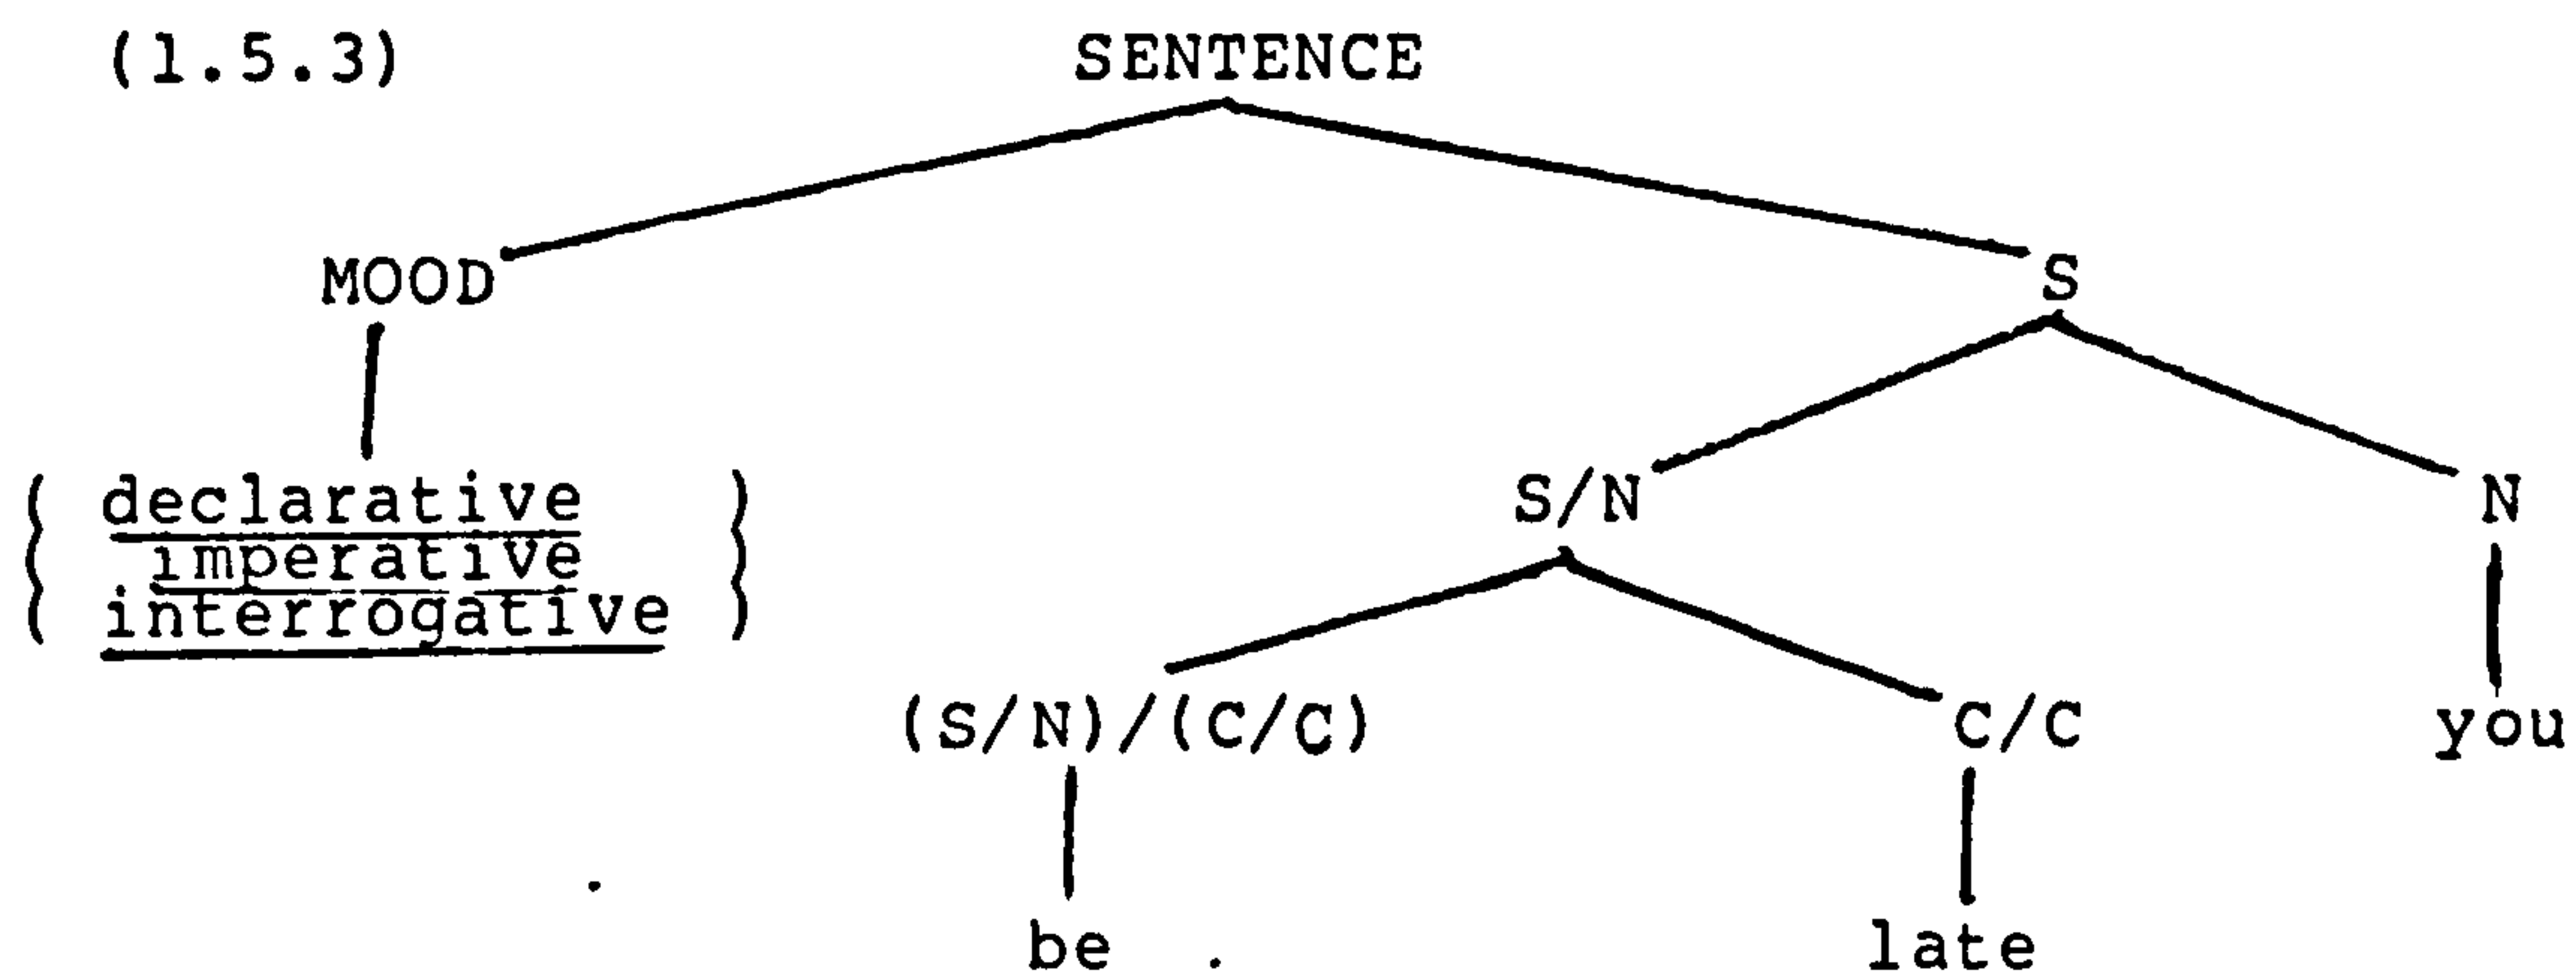 (1.5.3) SENTENCE
MOOD S
declarative S/N N
imperative
interrogative
(S/N)/(C/C) C/C you
be . late